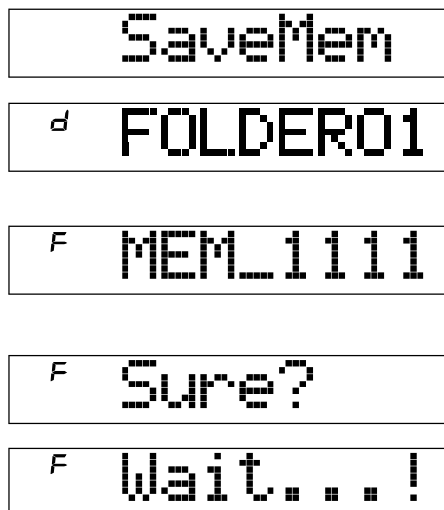 SaveMem
d FOLDER01
F MEM_1111
F Sure?
F Wait...!